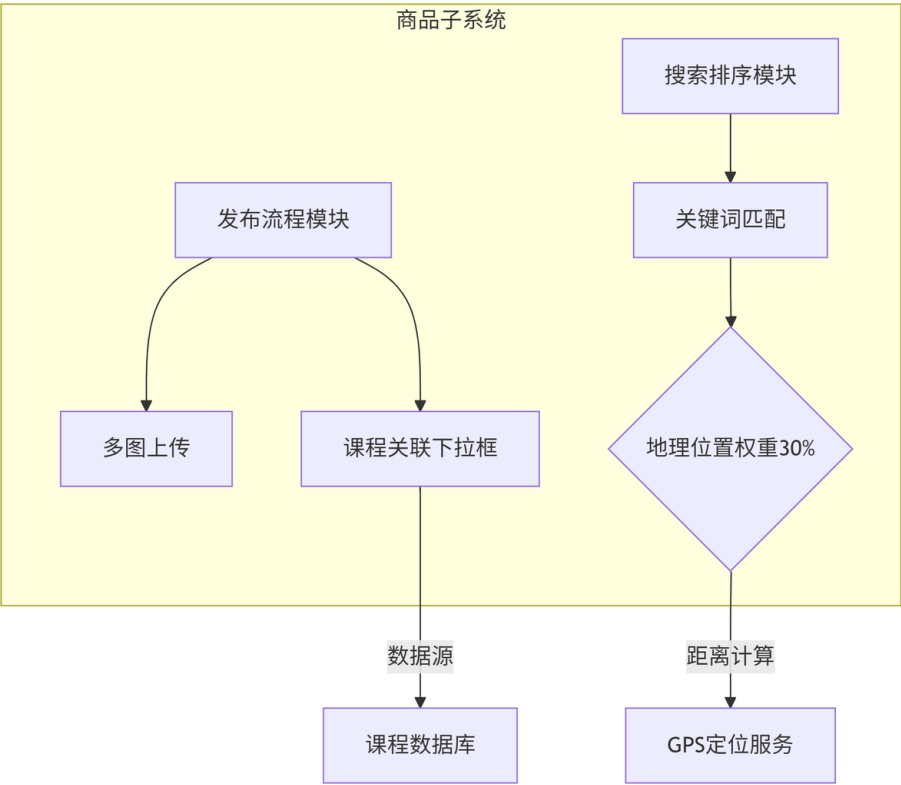 商品子系统
搜索排序模块
发布流程模块
关键词匹配
多图上传
课程关联下拉框
地理位置权重30%
数据源
距离计算
课程数据库
GPS定位服务